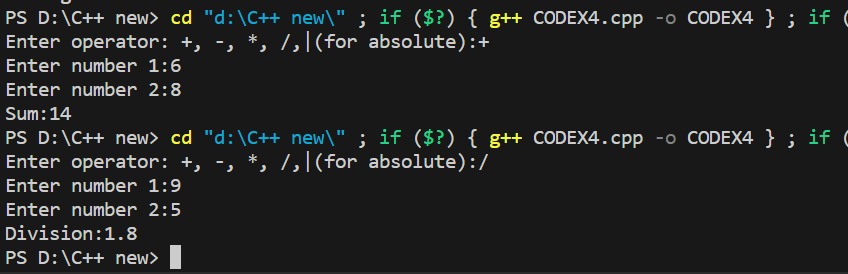 PS D:\C++ new> cd "d:\C++ new\" ; if ($?) { g++ CODEX4.cpp -o CODEX4 } ; if (
Enter operator: +, -, *, /,|(for absolute):+
Enter number 1:6
Enter number 2:8
Sum:14
PS D:\C++ new> cd "d:\C++ new\" ; if ($?) { g++ CODEX4.cpp -o CODEX4 } ; if (
Enter operator: +, -, *, /,|(for absolute):/
Enter number 1:9
Enter number 2:5
Division:1.8
PS D:\C++ new>